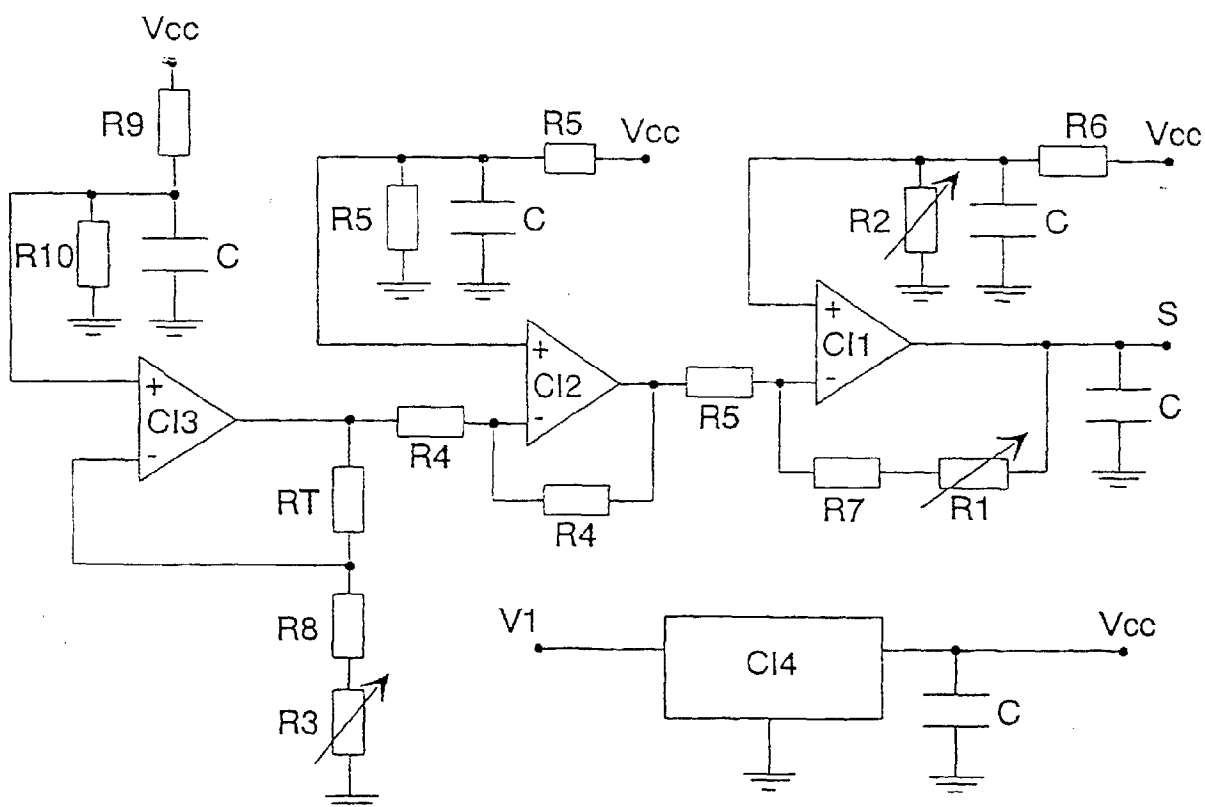 Vcc
R9
R10
C
+
CI3
-
RT
R8
R3
R5
Vcc
R5
C
+
CI2
-
R4
R4
R6
Vcc
R2
C
+
CI1
-
R5
R7
R1
S
C
V1
CI4
Vcc
C